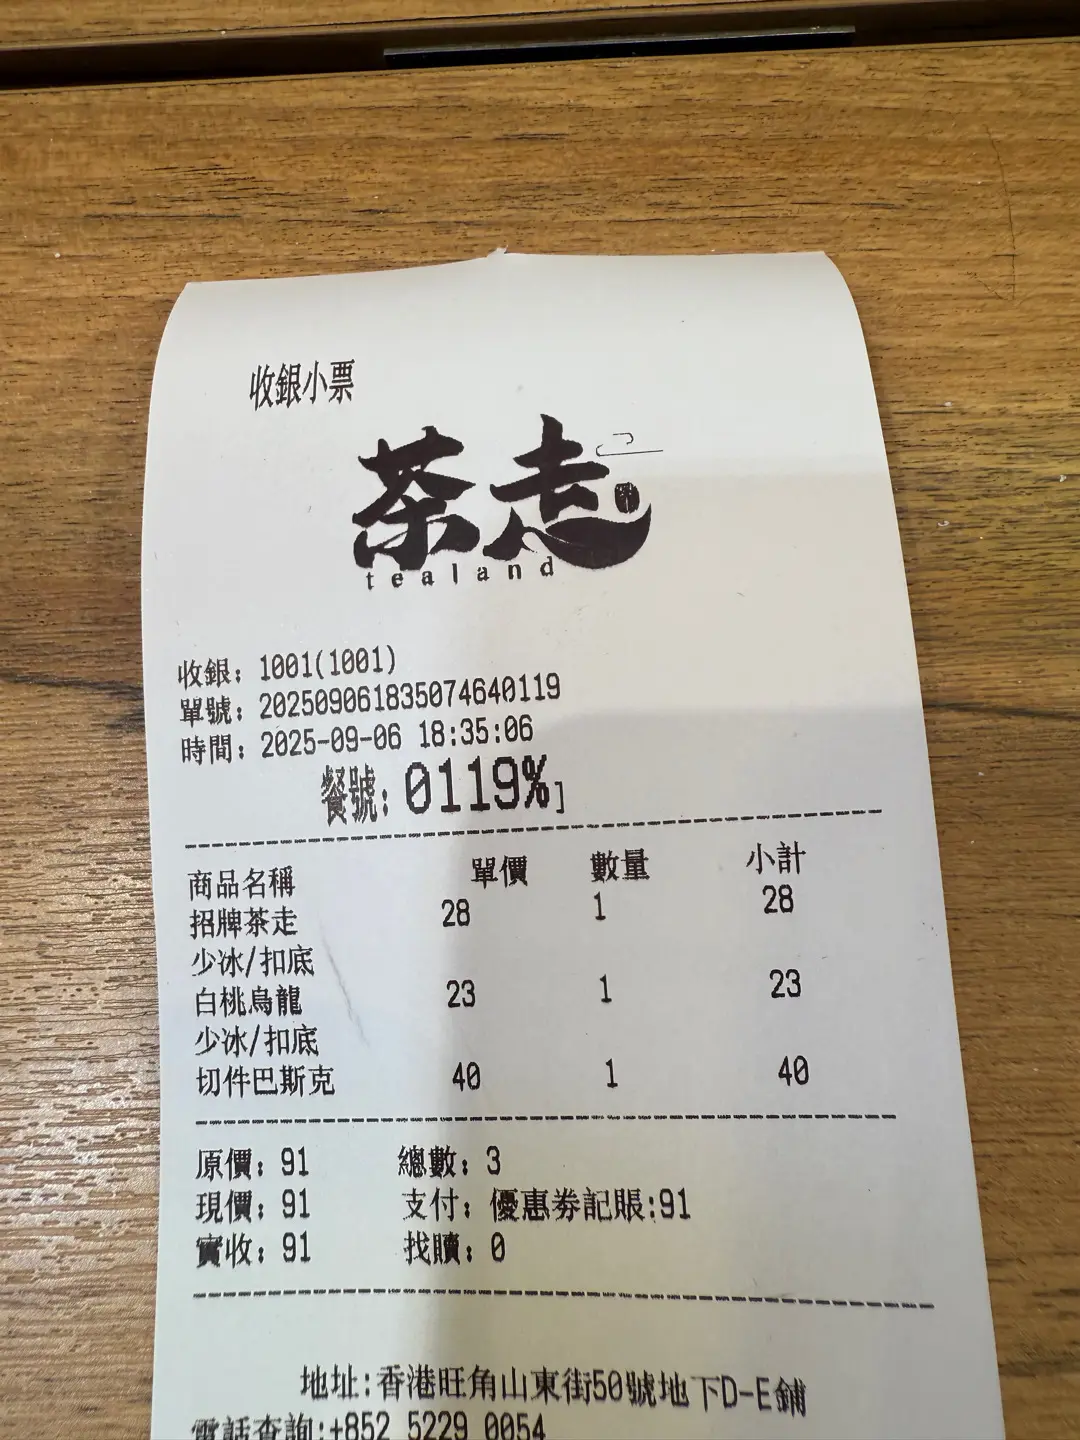 收銀小票
茶走
tealand
收銀: 1001(1001)
單號: 202509061835074640119
時間: 2025-09-06 18:35:06
餐號: 0119%]
商品名稱 單價 數量 小計
招牌茶走 28 1 28
少冰/扣底
白桃烏龍 23 1 23
少冰/扣底
切件巴斯克 40 1 40
原價: 91 總數: 3
現價: 91 支付: 優惠券記賬:91
實收: 91 找贖: 0
地址:香港旺角山東街50號地下D-E鋪
電話查詢:+852 5229 0054